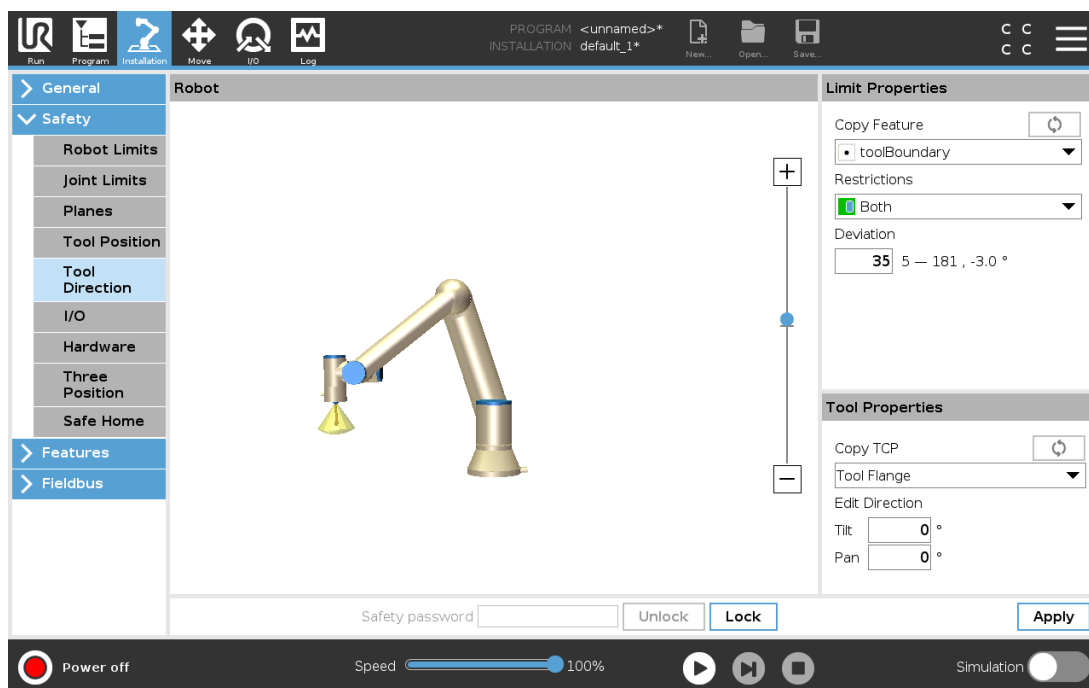 PROGRAM <unnamed>*
INSTALLATION default_1*
Run
Program
Installation
Move
I/O
Log
New...
Open...
Save...
C C
C C
General
Safety
Robot Limits
Joint Limits
Planes
Tool Position
Tool
Direction
I/O
Hardware
Three
Position
Safe Home
Features
Fieldbus
Robot
Limit Properties
Copy Feature
toolBoundary
Restrictions
Both
Deviation
35 5 — 181 , -3.0 °
Tool Properties
Copy TCP
Tool Flange
Edit Direction
Tilt 0 °
Pan 0 °
Safety password
Unlock
Lock
Apply
Power off
Speed
100%
Simulation